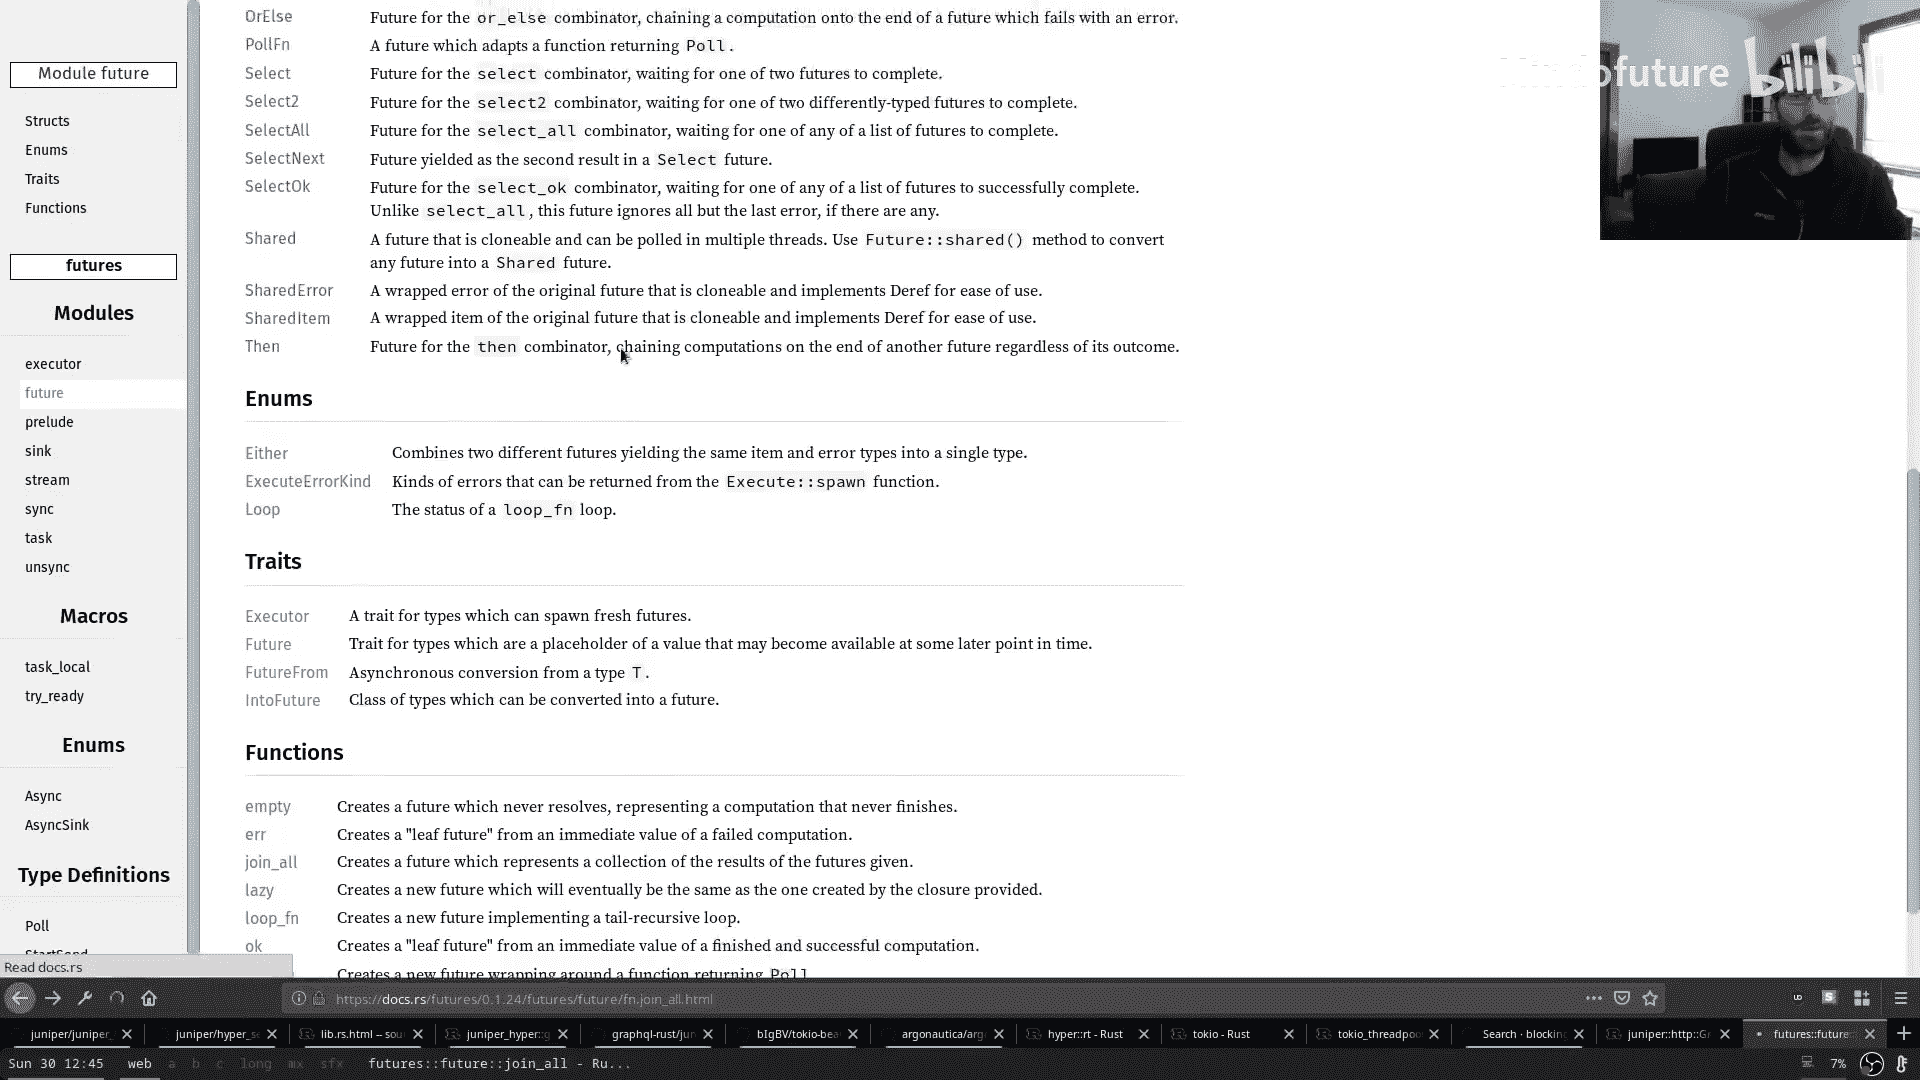 Module future
Structs
Enums
Traits
Functions
futures
Modules
executor
future
prelude
sink
stream
sync
task
unsync
Macros
task_local
try_ready
Enums
Async
AsyncSink
Type Definitions
Poll
StartSend
Read docs.rs
OrElse Future for the or_else combinator, chaining a computation onto the end of a future which fails with an error.
PollFn A future which adapts a function returning Poll.
Select Future for the select combinator, waiting for one of two futures to complete.
Select2 Future for the select2 combinator, waiting for one of two differently-typed futures to complete.
SelectAll Future for the select_all combinator, waiting for one of any of a list of futures to complete.
SelectNext Future yielded as the second result in a Select future.
SelectOk Future for the select_ok combinator, waiting for one of any of a list of futures to successfully complete.
Unlike select_all, this future ignores all but the last error, if there are any.
Shared A future that is cloneable and can be polled in multiple threads. Use Future::shared() method to convert
any future into a Shared future.
SharedError A wrapped error of the original future that is cloneable and implements Deref for ease of use.
SharedItem A wrapped item of the original future that is cloneable and implements Deref for ease of use.
Then Future for the then combinator, chaining computations on the end of another future regardless of its outcome.
Enums
Either Combines two different futures yielding the same item and error types into a single type.
ExecuteErrorKind Kinds of errors that can be returned from the Execute::spawn function.
Loop The status of a loop_fn loop.
Traits
Executor A trait for types which can spawn fresh futures.
Future Trait for types which are a placeholder of a value that may become available at some later point in time.
FutureFrom Asynchronous conversion from a type T.
IntoFuture Class of types which can be converted into a future.
Functions
empty Creates a future which never resolves, representing a computation that never finishes.
err Creates a "leaf future" from an immediate value of a failed computation.
join_all Creates a future which represents a collection of the results of the futures given.
lazy Creates a new future which will eventually be the same as the one created by the closure provided.
loop_fn Creates a new future implementing a tail-recursive loop.
ok Creates a "leaf future" from an immediate value of a finished and successful computation.
Creates a new future wrapping around a function returning Poll
bilibili
https://docs.rs/futures/0.1.24/futures/future/fn.join_all.html
juniper/juniper_ juniper/hyper_s lib.rs.html -- sou juniper_hyper::g graphql-rust/jun bIgBV/tokio-bea argonautica/arg hyper::rt - Rust tokio - Rust tokio_threadpoo Search · blockin juniper::http::Gr futures::future:
Sun 30 12:45 web a b c long mx sfx futures::future::join_all - Ru... 7%